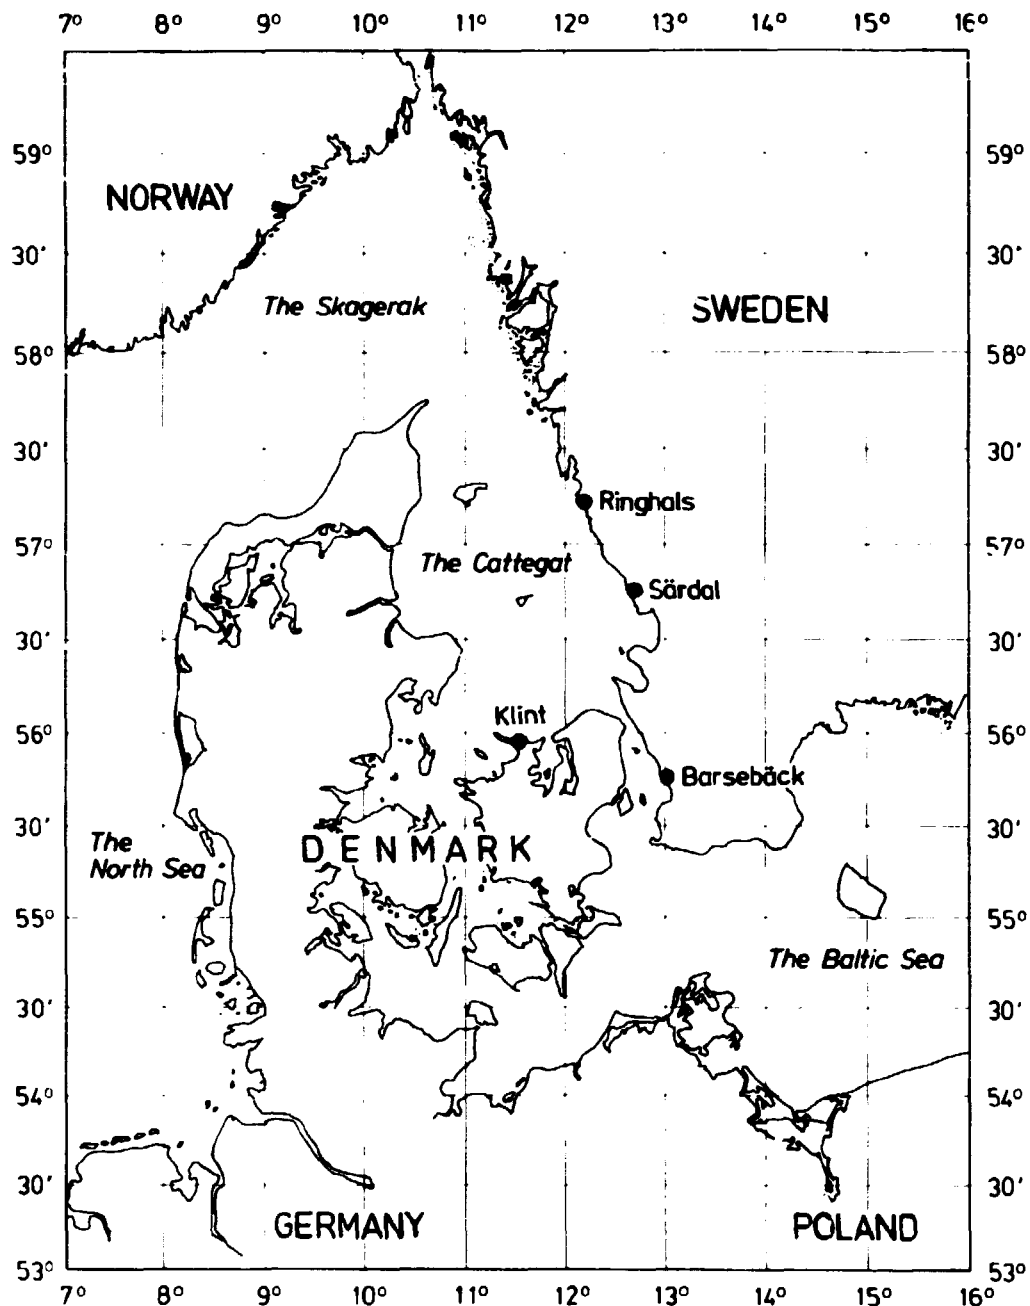 7° 8° 9° 10° 11° 12° 13° 14° 15° 16°
59° 59°
NORWAY
30' 30'
The Skagerak
SWEDEN
58° 58°
30' 30'
Ringhals
57° 57°
The Cattegat
Särdal
30' 30'
Klint
56° 56°
Barsebäck
30' 30'
The
North Sea
DENMARK
55° 55°
The Baltic Sea
30' 30'
54° 54°
30' 30'
GERMANY
POLAND
53° 53°
7° 8° 9° 10° 11° 12° 13° 14° 15° 16°